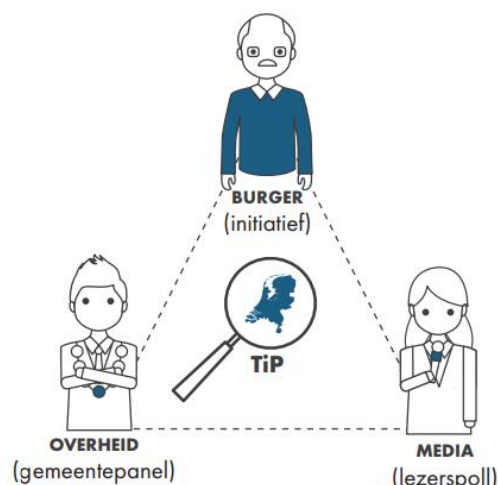 BURGER
(initiatief)
TiP
OVERHEID
(gemeentepanel)
MEDIA
(lezerspoll)